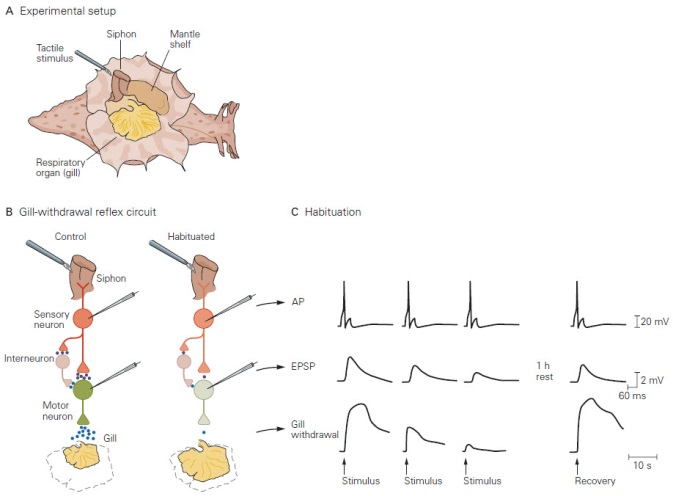 A Experimental setup
Siphon
Mantle
shelf
Tactile
stimulus
Respiratory
organ (gill)
B Gill-withdrawal reflex circuit
Control
Habituated
Siphon
Sensory
neuron
Interneuron
Motor
neuron
Gill
C Habituation
AP
20 mV
EPSP
1 h
rest
2 mV
60 ms
Gill
withdrawal
10 s
Stimulus
Stimulus
Stimulus
Recovery